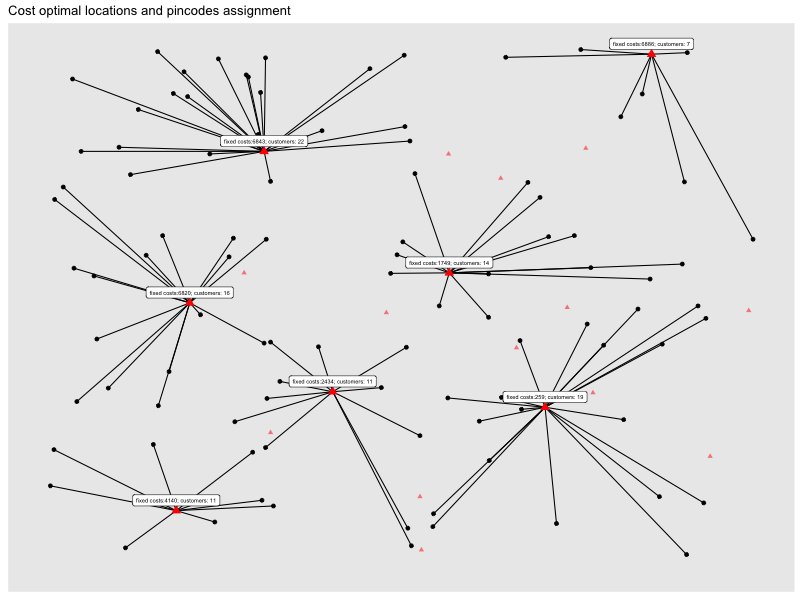 Cost optimal locations and pincodes assignment
fixed costs:6866; customers: 7
fixed costs:6843; customers: 22
fixed costs:1749; customers: 14
fixed costs:6820; customers: 16
fixed costs:2434; customers: 11
fixed costs:259; customers: 19
fixed costs:4140; customers: 11